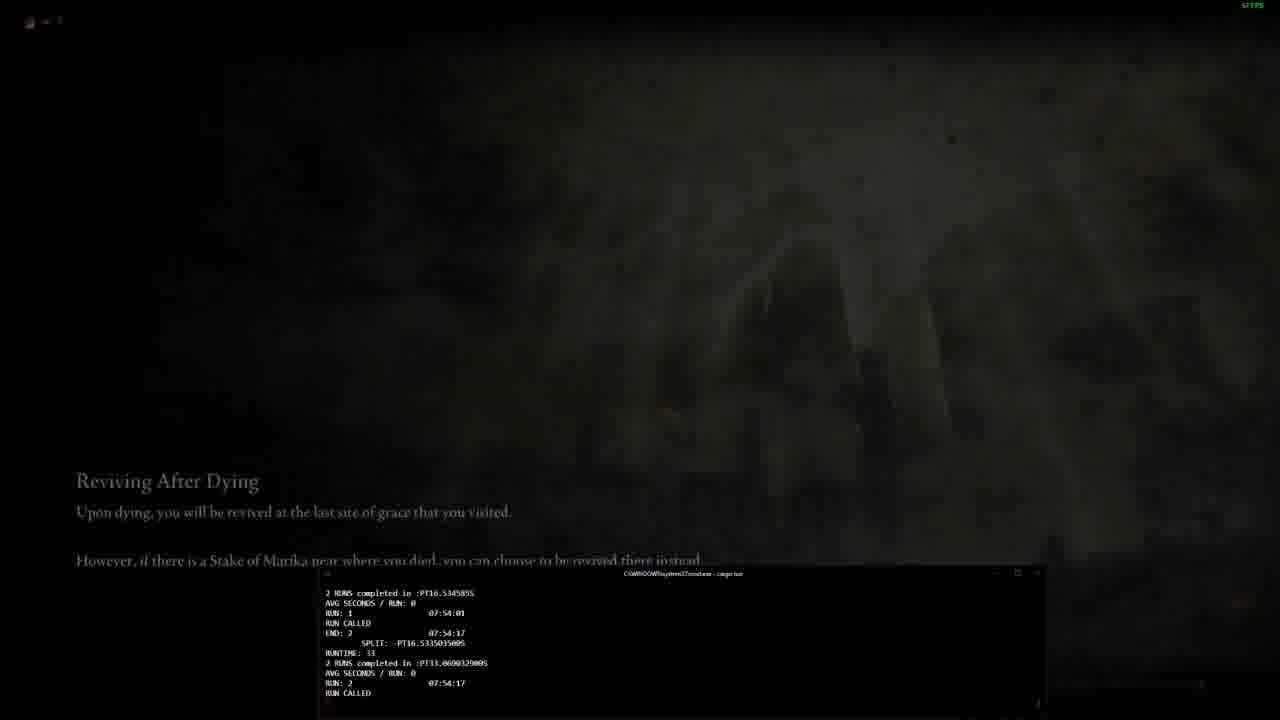 51 FPS
Reviving After Dying
Upon dying, you will be revived at the last site of grace that you visited.
However, if there is a Stake of Marika near where you died, you can choose to be revived there instead.
C:\WINDOWS\system32\cmd.exe - cargo run
2 RUNS completed in :PT16.534585S
AVG SECONDS / RUN: 0
RUN: 1 07:54:01
RUN CALLED
END: 2 07:54:17
SPLIT: -PT16.533503500S
RUNTIME: 33
2 RUNS completed in :PT33.069032900S
AVG SECONDS / RUN: 0
RUN: 2 07:54:17
RUN CALLED